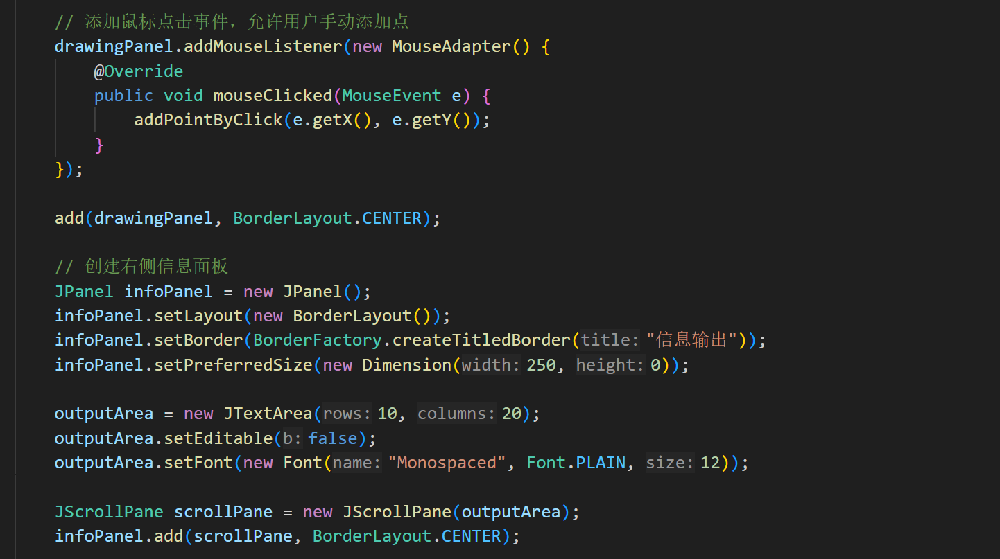 // 添加鼠标点击事件，允许用户手动添加点
drawingPanel.addMouseListener(new MouseAdapter() {
    @Override
    public void mouseClicked(MouseEvent e) {
        addPointByClick(e.getX(), e.getY());
    }
});

add(drawingPanel, BorderLayout.CENTER);

// 创建右侧信息面板
JPanel infoPanel = new JPanel();
infoPanel.setLayout(new BorderLayout());
infoPanel.setBorder(BorderFactory.createTitledBorder(title: "信息输出"));
infoPanel.setPreferredSize(new Dimension(width: 250, height: 0));

outputArea = new JTextArea(rows: 10, columns: 20);
outputArea.setEditable(b: false);
outputArea.setFont(new Font(name: "Monospaced", Font.PLAIN, size: 12));

JScrollPane scrollPane = new JScrollPane(outputArea);
infoPanel.add(scrollPane, BorderLayout.CENTER);